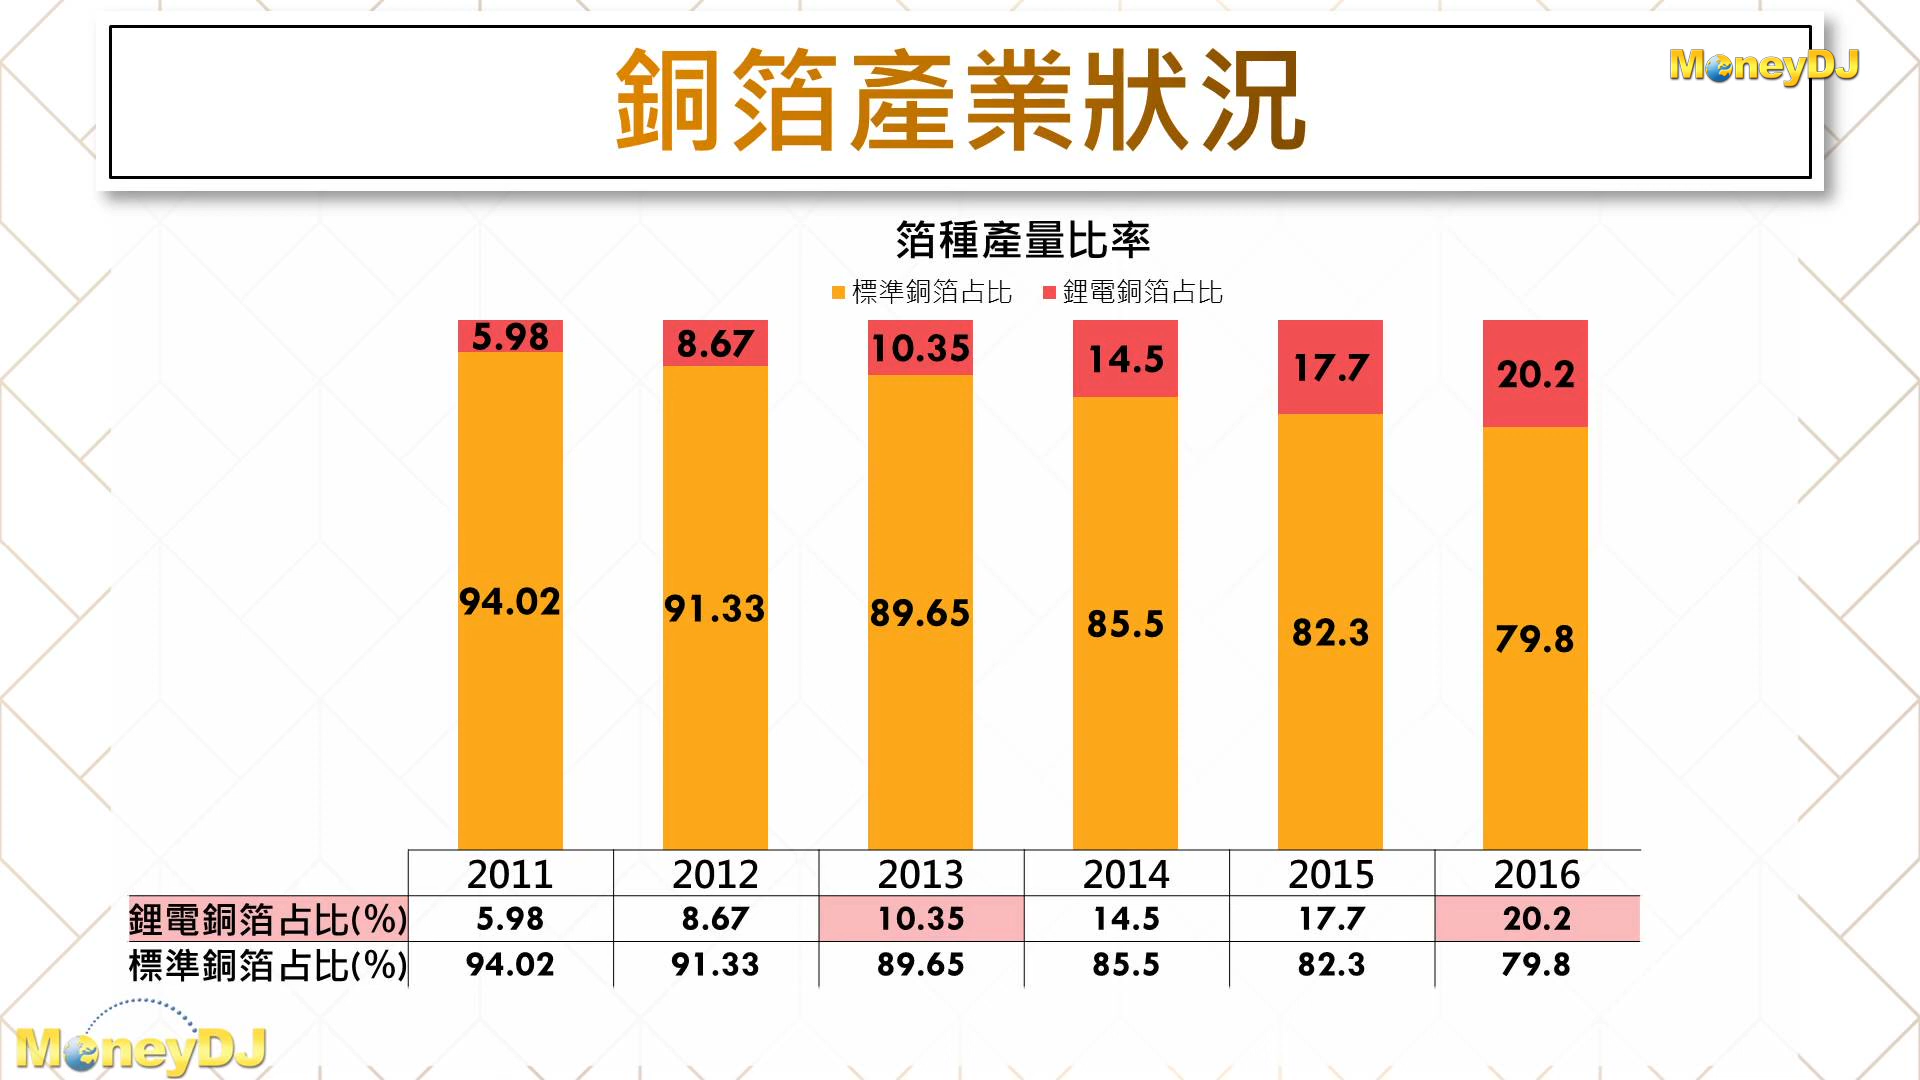 銅箔產業狀況
MoneyDJ
箔種產量比率
標準銅箔占比 鋰電銅箔占比
5.98 8.67 10.35 14.5 17.7 20.2
94.02 91.33 89.65 85.5 82.3 79.8
2011 2012 2013 2014 2015 2016
鋰電銅箔占比(%) 5.98 8.67 10.35 14.5 17.7 20.2
標準銅箔占比(%) 94.02 91.33 89.65 85.5 82.3 79.8
MoneyDJ